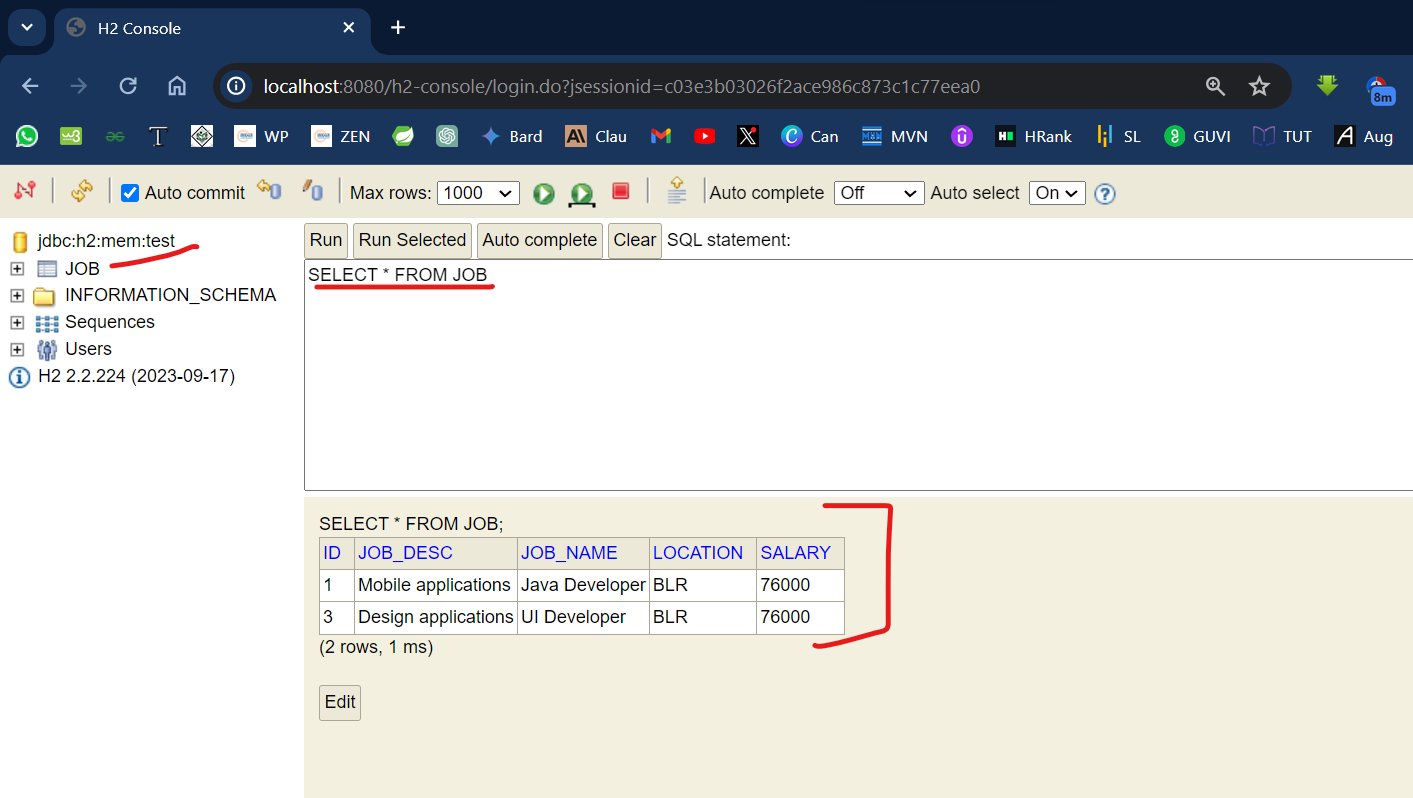 H2 Console
localhost:8080/h2-console/login.do?jsessionid=c03e3b03026f2ace986c873c1c77eea0
8m
WP ZEN Bard Clau Can MVN HRank SL GUVI TUT Aug
Auto commit Max rows: 1000 Auto complete Off Auto select On
jdbc:h2:mem:test
JOB
INFORMATION_SCHEMA
Sequences
Users
H2 2.2.224 (2023-09-17)
Run Run Selected Auto complete Clear SQL statement:
SELECT * FROM JOB
SELECT * FROM JOB;
ID JOB_DESC JOB_NAME LOCATION SALARY
1 Mobile applications Java Developer BLR 76000
3 Design applications UI Developer BLR 76000
(2 rows, 1 ms)
Edit